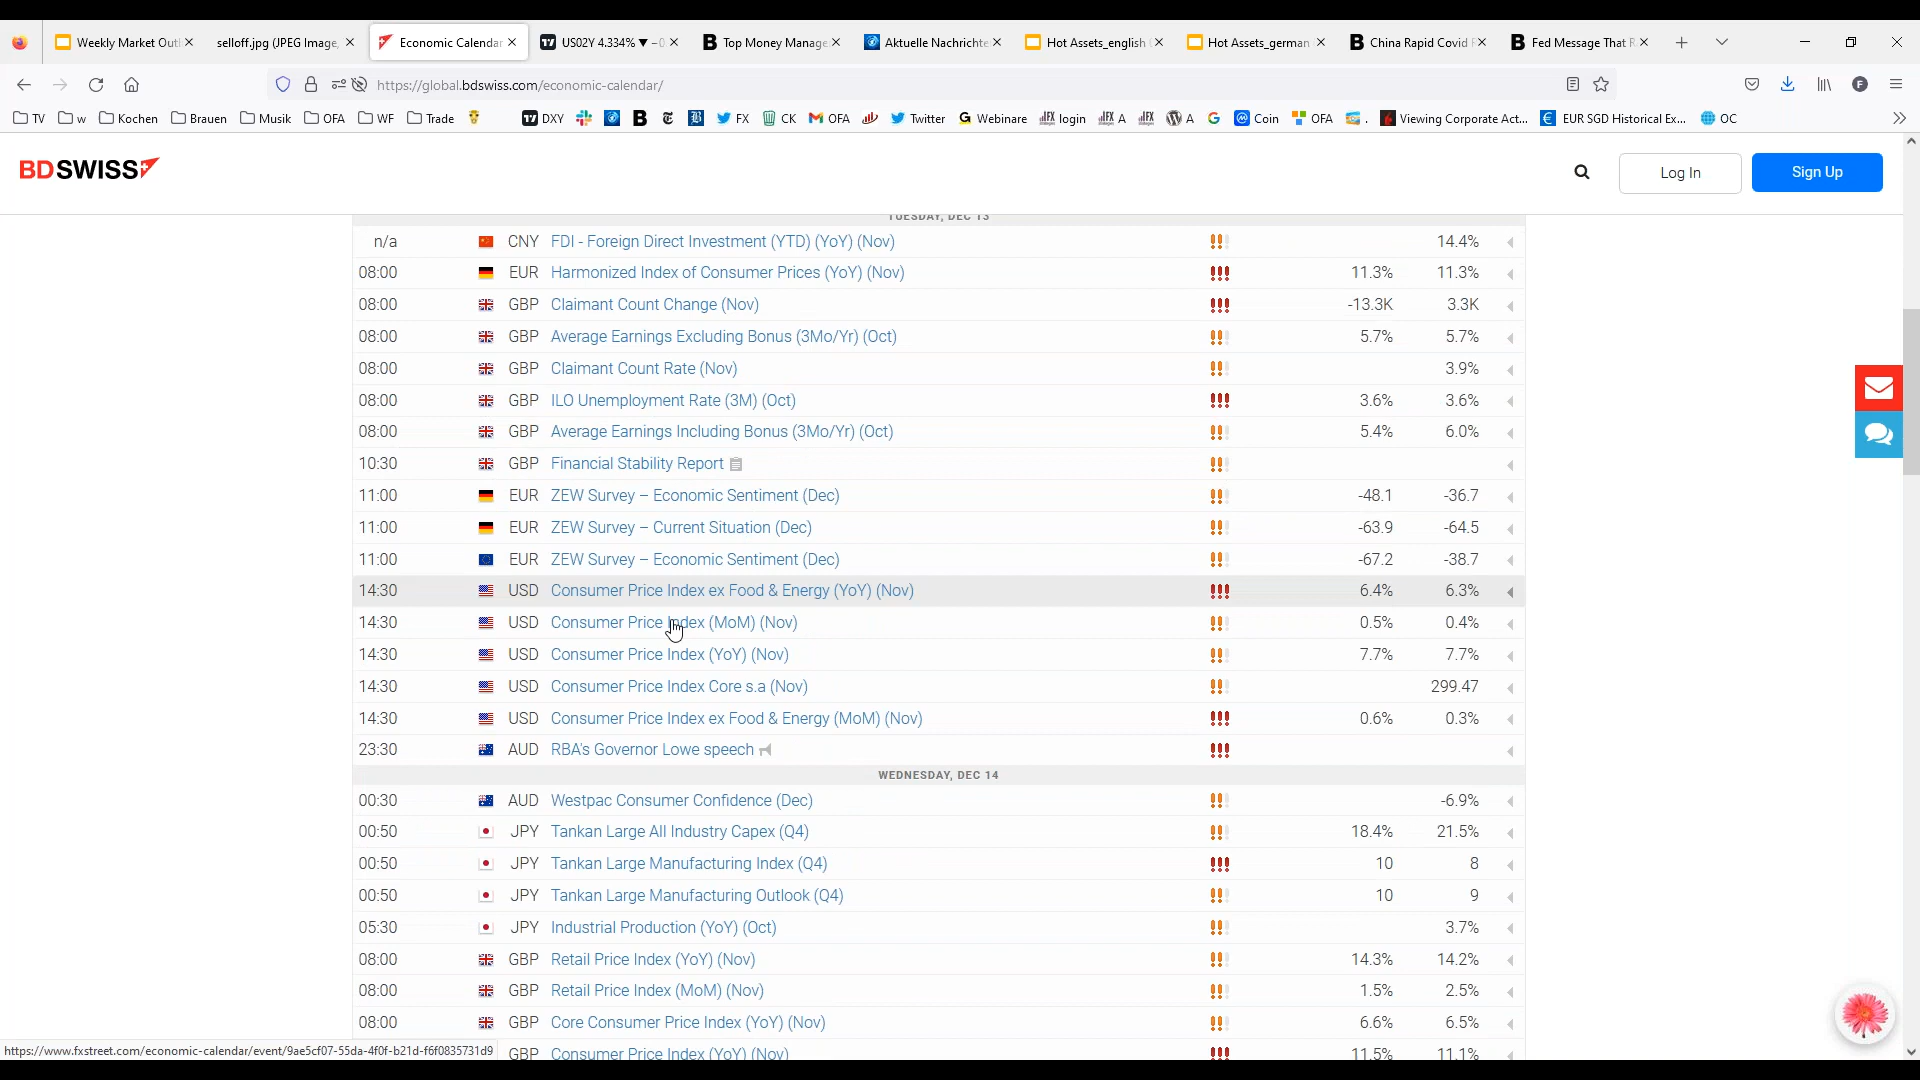 Weekly Market Outl
selloff.jpg (JPEG Image,
Economic Calendar
US02Y 4.334% ▼ −0
Top Money Manage
Aktuelle Nachrichte
Hot Assets_english
Hot Assets_german
China Rapid Covid
Fed Message That R
https://global.bdswiss.com/economic-calendar/
TV w Kochen Brauen Musik OFA WF Trade DXY FX CK OFA Twitter Webinare login A A Coin OFA . Viewing Corporate Act... EUR SGD Historical Ex... OC
BDSWISS
Log In
Sign Up
TUESDAY, DEC 13
n/a CNY FDI - Foreign Direct Investment (YTD) (YoY) (Nov) 14.4%
08:00 EUR Harmonized Index of Consumer Prices (YoY) (Nov) 11.3% 11.3%
08:00 GBP Claimant Count Change (Nov) -13.3K 3.3K
08:00 GBP Average Earnings Excluding Bonus (3Mo/Yr) (Oct) 5.7% 5.7%
08:00 GBP Claimant Count Rate (Nov) 3.9%
08:00 GBP ILO Unemployment Rate (3M) (Oct) 3.6% 3.6%
08:00 GBP Average Earnings Including Bonus (3Mo/Yr) (Oct) 5.4% 6.0%
10:30 GBP Financial Stability Report
11:00 EUR ZEW Survey – Economic Sentiment (Dec) -48.1 -36.7
11:00 EUR ZEW Survey – Current Situation (Dec) -63.9 -64.5
11:00 EUR ZEW Survey – Economic Sentiment (Dec) -67.2 -38.7
14:30 USD Consumer Price Index ex Food & Energy (YoY) (Nov) 6.4% 6.3%
14:30 USD Consumer Price Index (MoM) (Nov) 0.5% 0.4%
14:30 USD Consumer Price Index (YoY) (Nov) 7.7% 7.7%
14:30 USD Consumer Price Index Core s.a (Nov) 299.47
14:30 USD Consumer Price Index ex Food & Energy (MoM) (Nov) 0.6% 0.3%
23:30 AUD RBA's Governor Lowe speech
WEDNESDAY, DEC 14
00:30 AUD Westpac Consumer Confidence (Dec) -6.9%
00:50 JPY Tankan Large All Industry Capex (Q4) 18.4% 21.5%
00:50 JPY Tankan Large Manufacturing Index (Q4) 10 8
00:50 JPY Tankan Large Manufacturing Outlook (Q4) 10 9
05:30 JPY Industrial Production (YoY) (Oct) 3.7%
08:00 GBP Retail Price Index (YoY) (Nov) 14.3% 14.2%
08:00 GBP Retail Price Index (MoM) (Nov) 1.5% 2.5%
08:00 GBP Core Consumer Price Index (YoY) (Nov) 6.6% 6.5%
GBP Consumer Price Index (YoY) (Nov) 11.5% 11.1%
https://www.fxstreet.com/economic-calendar/event/9ae5cf07-55da-4f0f-b21d-f6f0835731d9